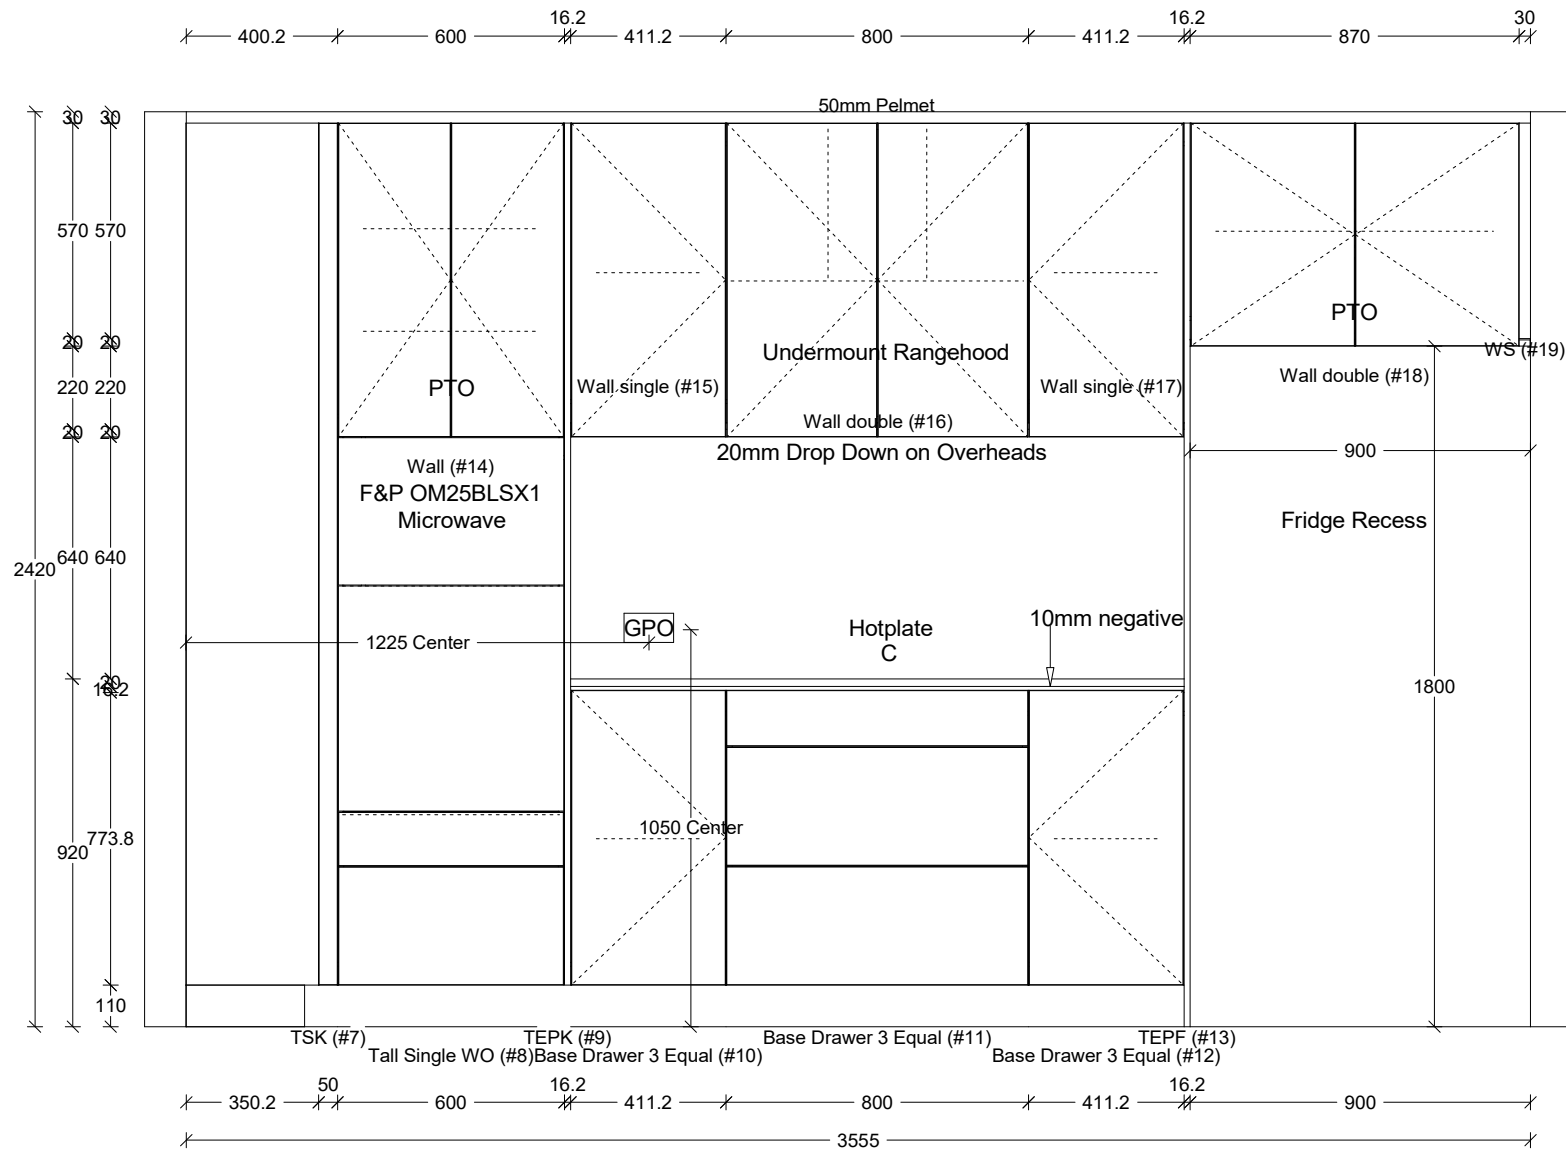 16.2
16.2
30
400.2
600
411.2
800
411.2
870
50mm Pelmet
30
30
570
570
PTO
20
20
Undermount Rangehood
WS (#19)
220
220
PTO
Wall single (#15)
Wall single (#17)
Wall double (#18)
Wall double (#16)
20
20
20mm Drop Down on Overheads
900
Wall (#14)
F&P OM25BLSX1
Microwave
Fridge Recess
640
640
2420
10mm negative
GPO
Hotplate
C
1225 Center
20
16.2
1800
1050 Center
773.8
920
110
TSK (#7)
TEPK (#9)
Base Drawer 3 Equal (#11)
TEPF (#13)
Tall Single WO (#8)
Base Drawer 3 Equal (#10)
Base Drawer 3 Equal (#12)
50
16.2
16.2
350.2
600
411.2
800
411.2
900
3555